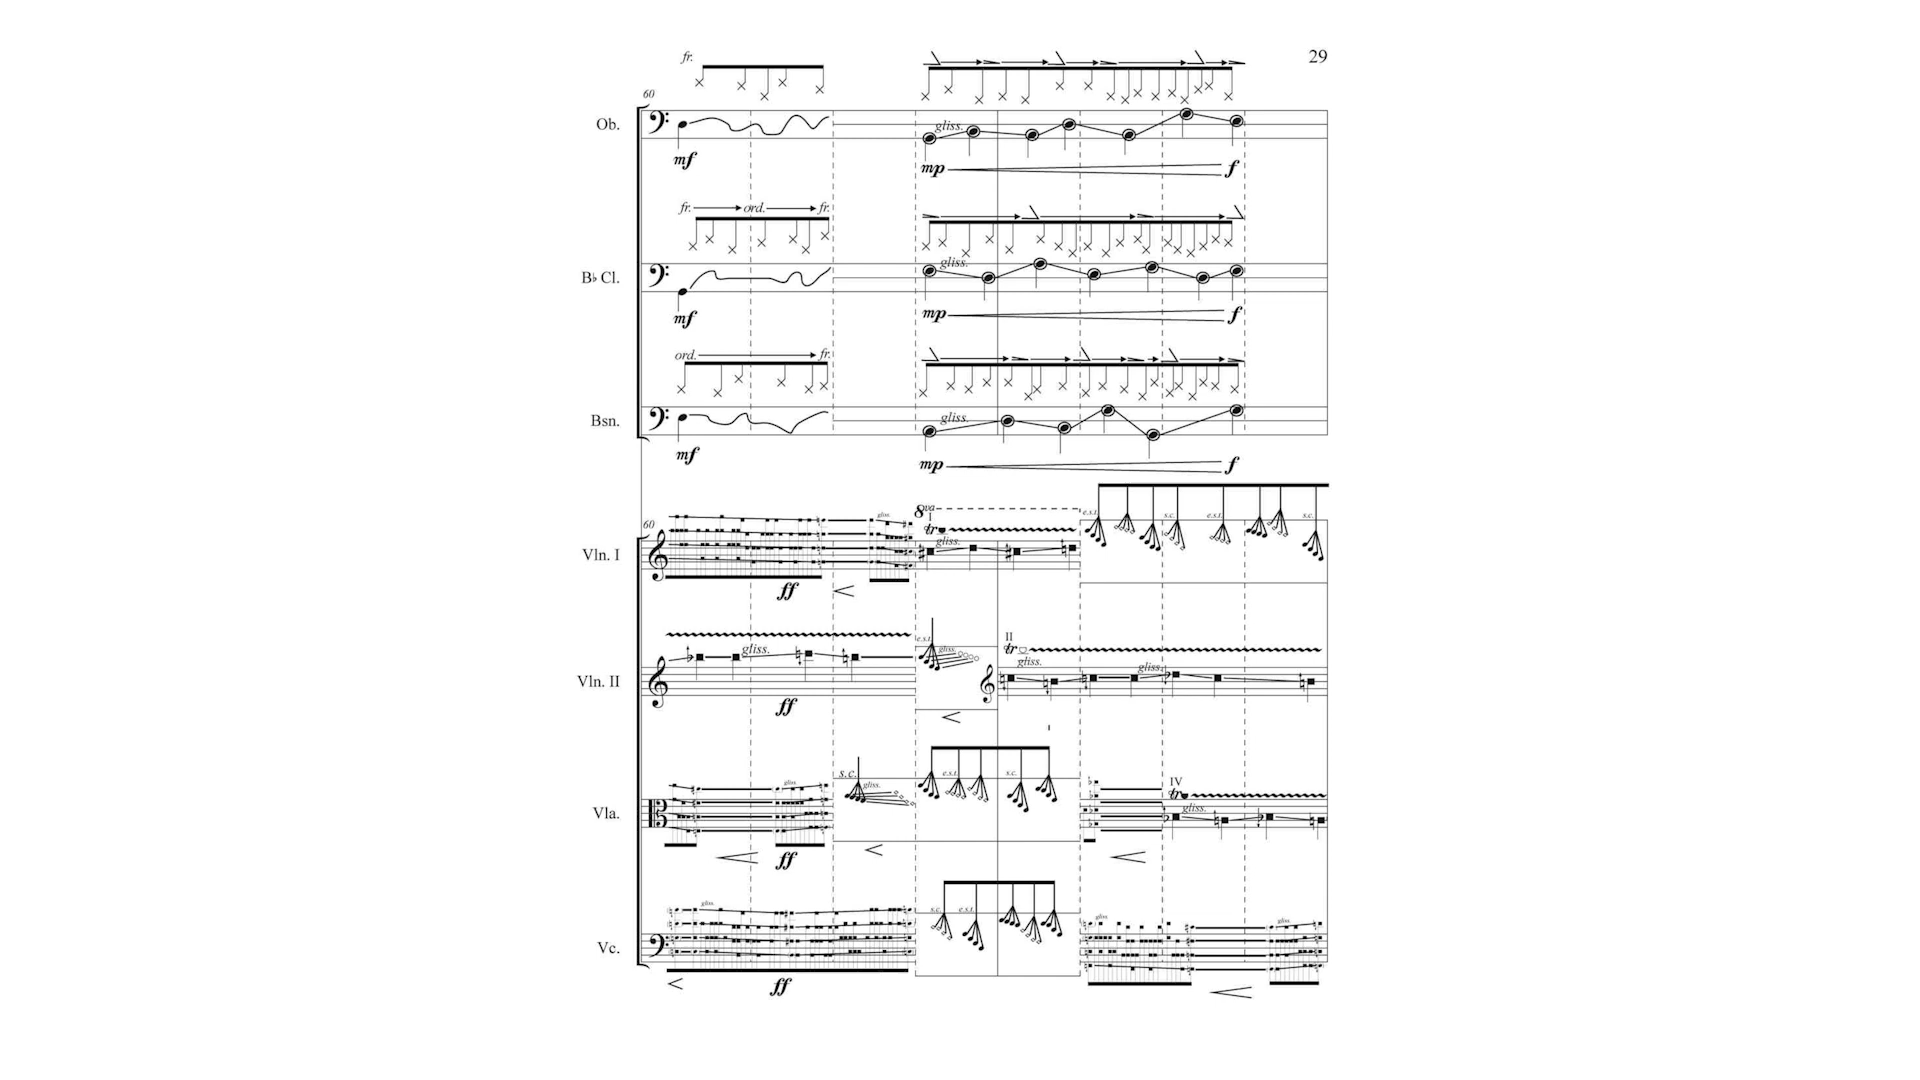 29
fr.
60
Ob.
gliss.
mf
mp f
fr. ord. fr.
B♭ Cl.
gliss.
mf
mp f
ord. fr.
Bsn.
gliss.
mf
mp f
60
gliss.
8va
I
tr
gliss.
e.s.t. s.c. e.s.t. s.c.
Vln. I
ff
gliss.
e.s.t.
gliss.
II
tr
gliss.
gliss.
Vln. II
ff
gliss
s.c.
gliss.
e.s.t. s.c.
IV
tr
gliss.
Vla.
ff
gliss.
s.c. e.s.t.
gliss
gliss.
Vc.
ff